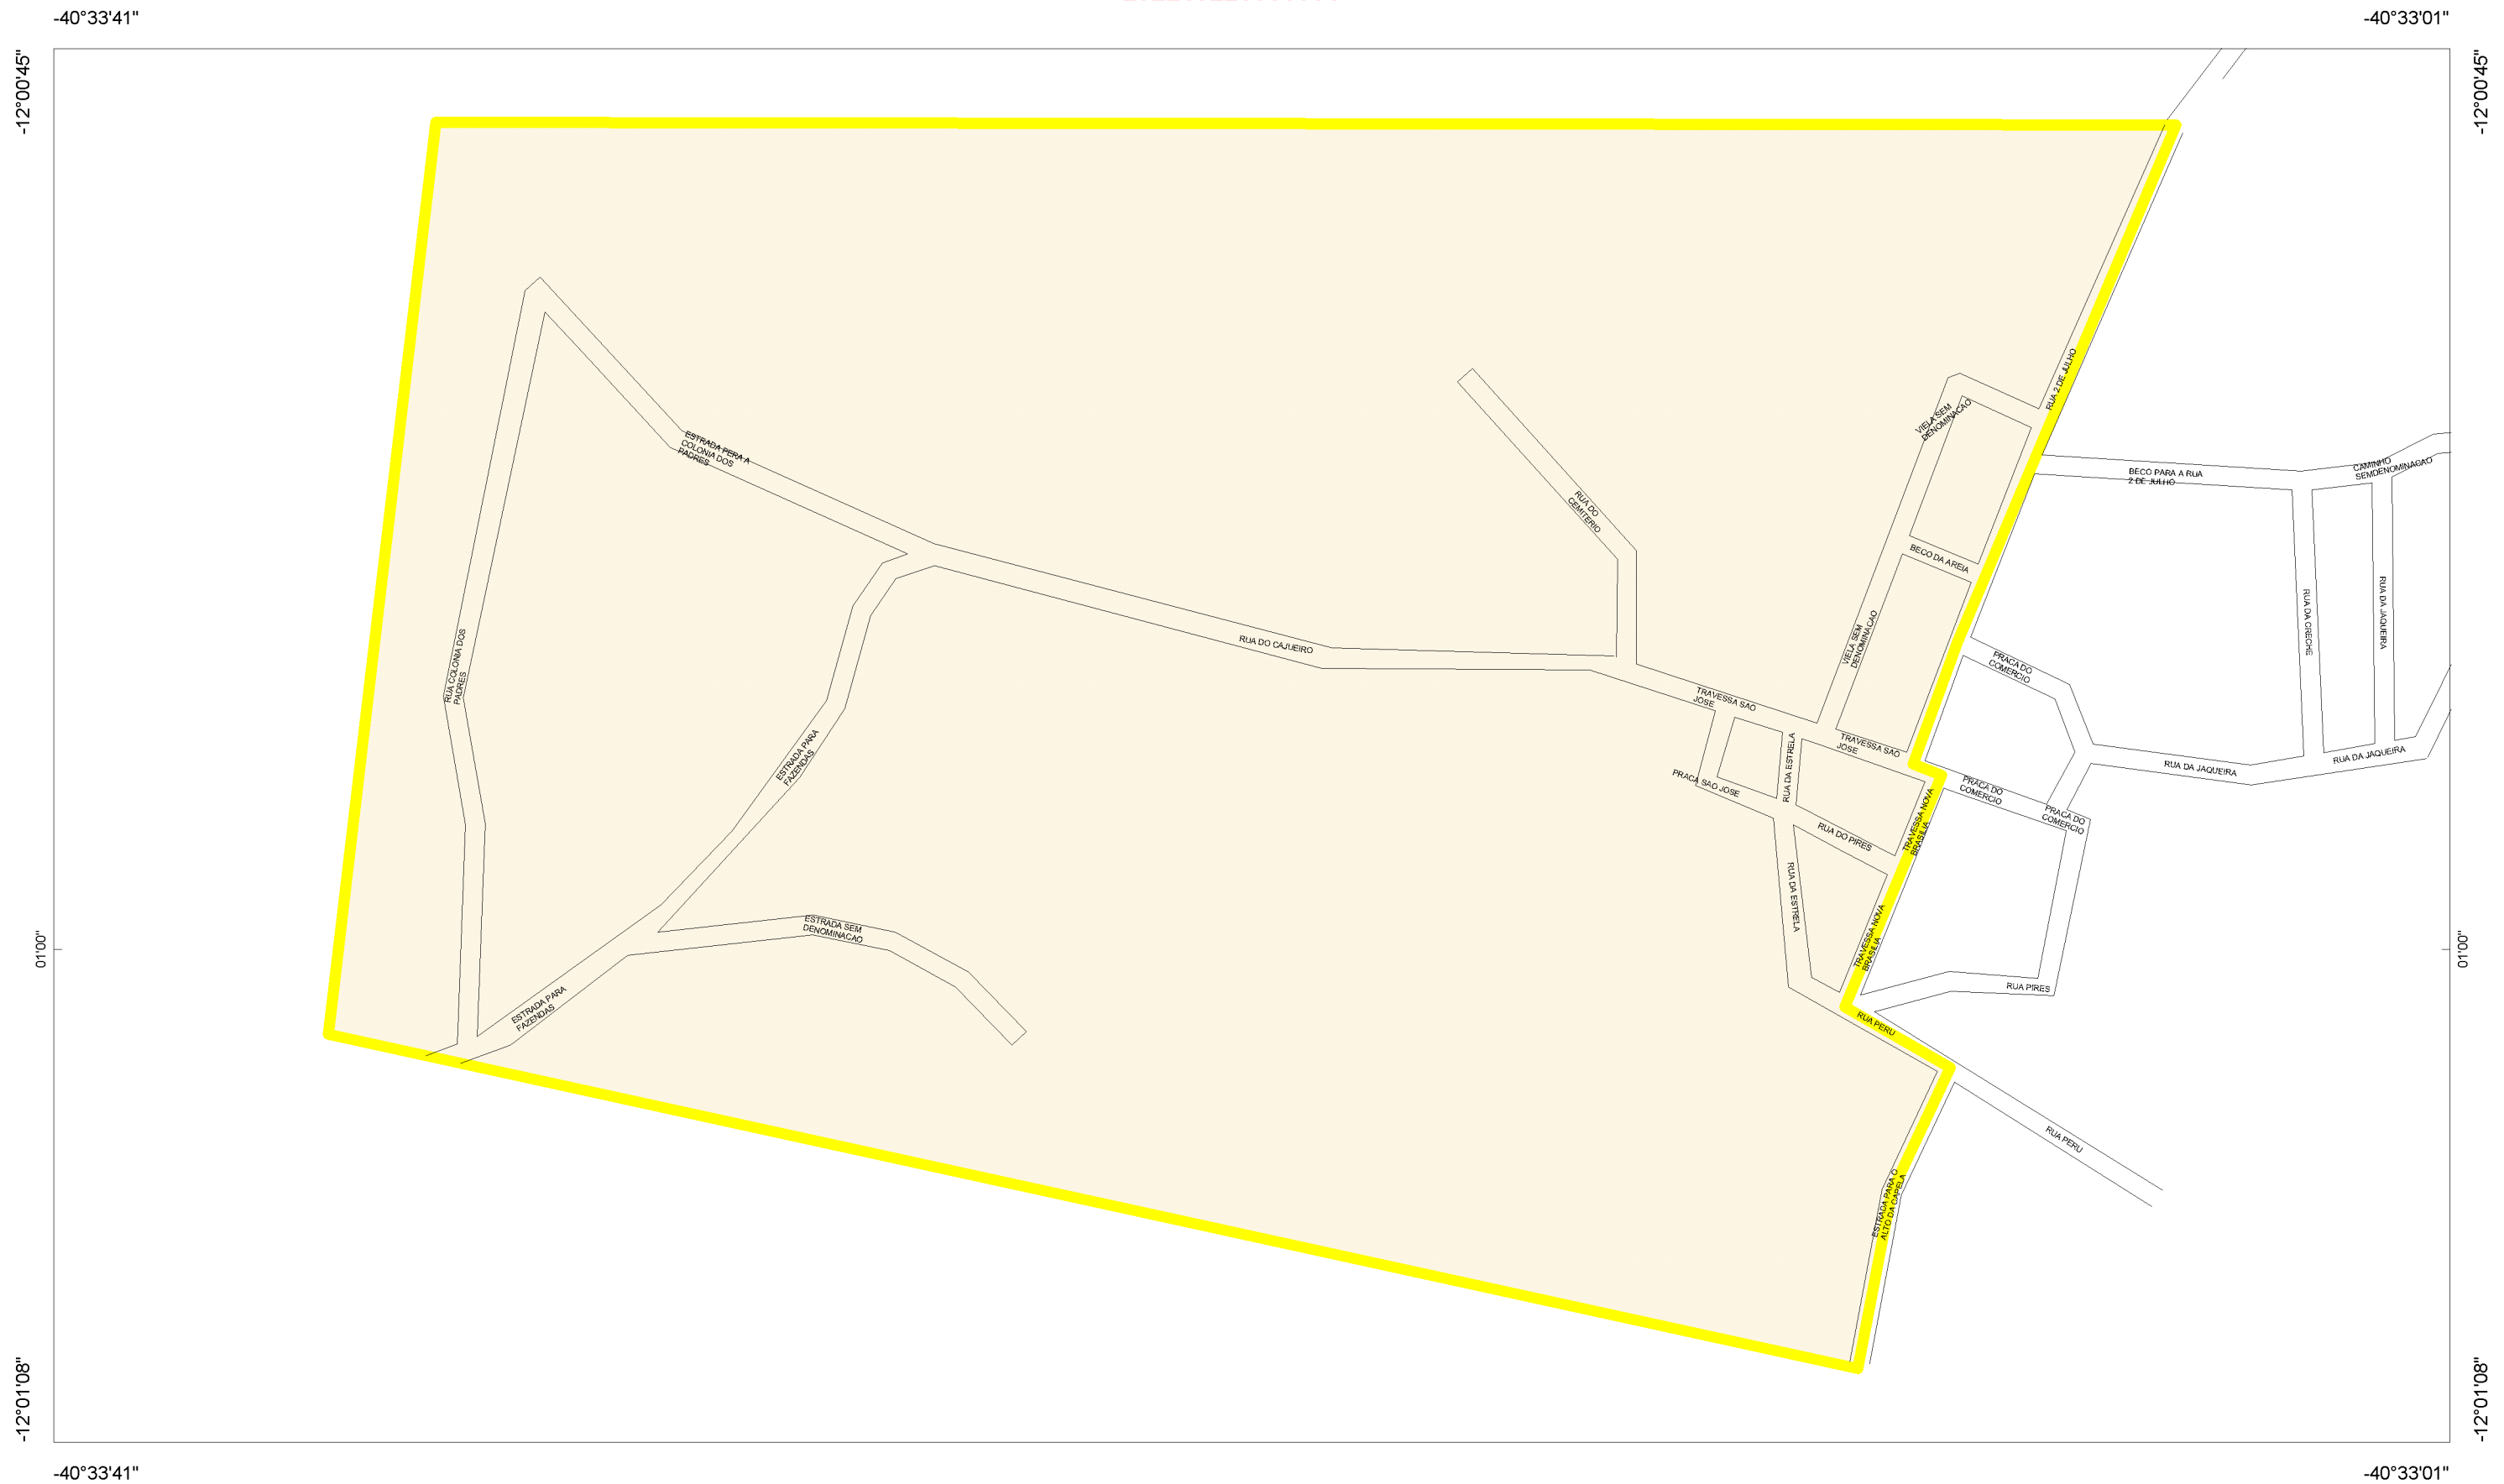 -40°33'41"
-40°33'01"
-12°00'45"
-12°00'45"
RUA 2 DE JULHO
VIELA SEM
DENOMINACAO
ESTRADA PERA A
COLONIA DOS
PADRES
BECO PARA A RUA
2 DE JULHO
CAMINHO
SEMDENOMINACAO
RUA DO
CEMITERIO
BECO DA AREIA
RUA DA CRECHE
RUA DA JAQUEIRA
RUA COLONIA DOS
PADRES
RUA DO CAJUEIRO
VIELA SEM
DENOMINACAO
PRACA DO
COMERCIO
TRAVESSA SAO
JOSE
TRAVESSA SAO
JOSE
ESTRADA PARA
FAZENDAS
RUA DA ESTRELA
RUA DA JAQUEIRA
RUA DA JAQUEIRA
PRACA SAO JOSE
PRACA DO
COMERCIO
PRACA DO
COMERCIO
TRAVESSA NOVA
BRASILIA
RUA DO PIRES
RUA DA ESTRELA
ESTRADA SEM
DENOMINACAO
TRAVESSA NOVA
BRASILIA
01'00"
01'00"
ESTRADA PARA
FAZENDAS
RUA PIRES
RUA PERU
RUA PERU
ESTRADA PARA O
ALTO DA CAPELA
-12°01'08"
-12°01'08"
-40°33'41"
-40°33'01"